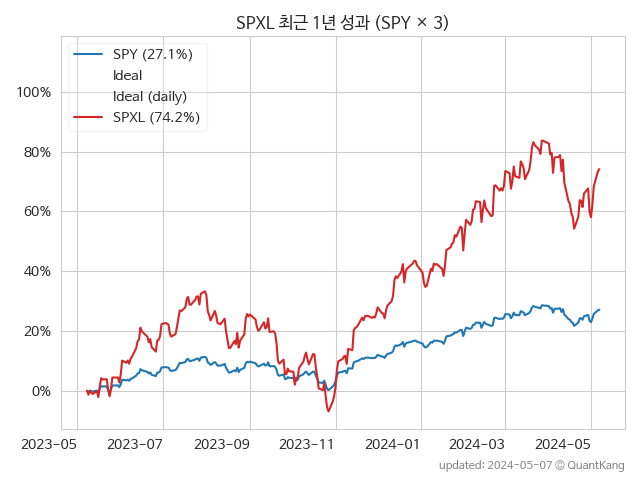 SPXL 최근 1년 성과 (SPY × 3)
SPY (27.1%)
Ideal
Ideal (daily)
SPXL (74.2%)
100%
80%
60%
40%
20%
0%
2023-05
2023-07
2023-09
2023-11
2024-01
2024-03
2024-05
updated: 2024-05-07 © QuantKang